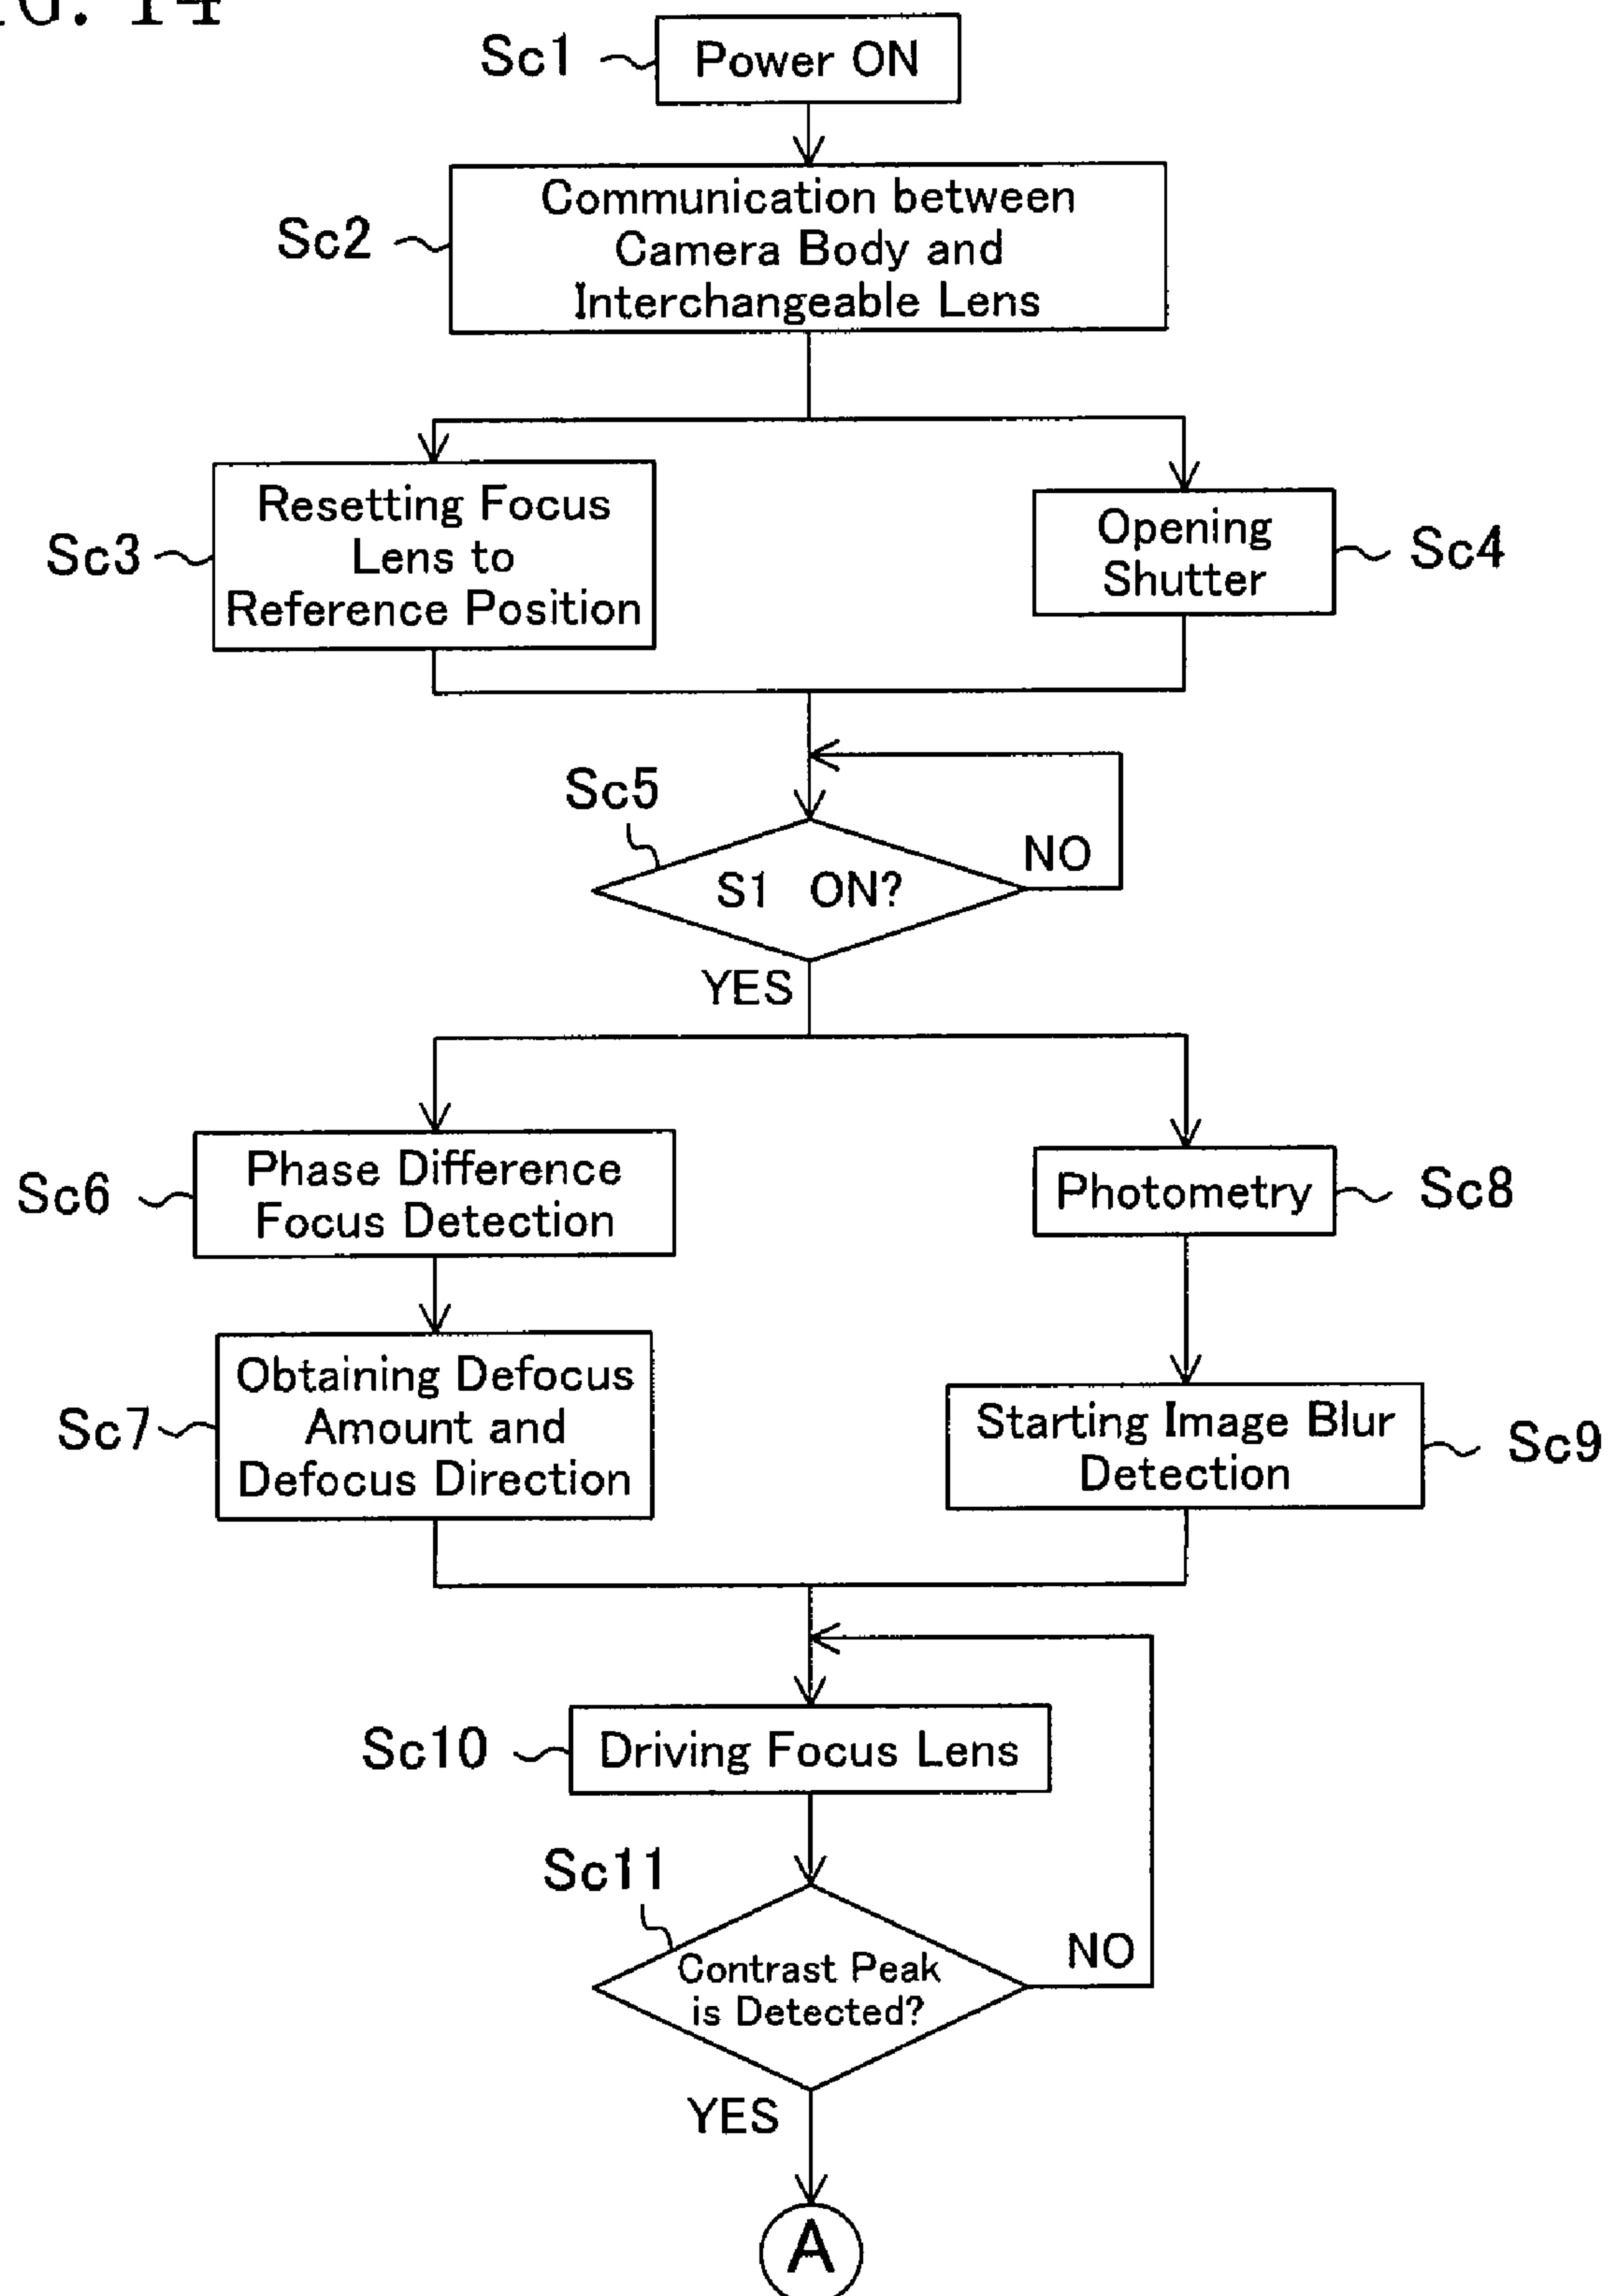 FIG. 14
Sc1
Power ON
Sc2
Communication between
Camera Body and
Interchangeable Lens
Sc3
Resetting Focus
Lens to
Reference Position
Opening
Shutter
Sc4
Sc5
S1 ON?
NO
YES
Sc6
Phase Difference
Focus Detection
Photometry
Sc8
Sc7
Obtaining Defocus
Amount and
Defocus Direction
Starting Image Blur
Detection
Sc9
Sc10
Driving Focus Lens
Sc11
Contrast Peak
is Detected?
NO
YES
A